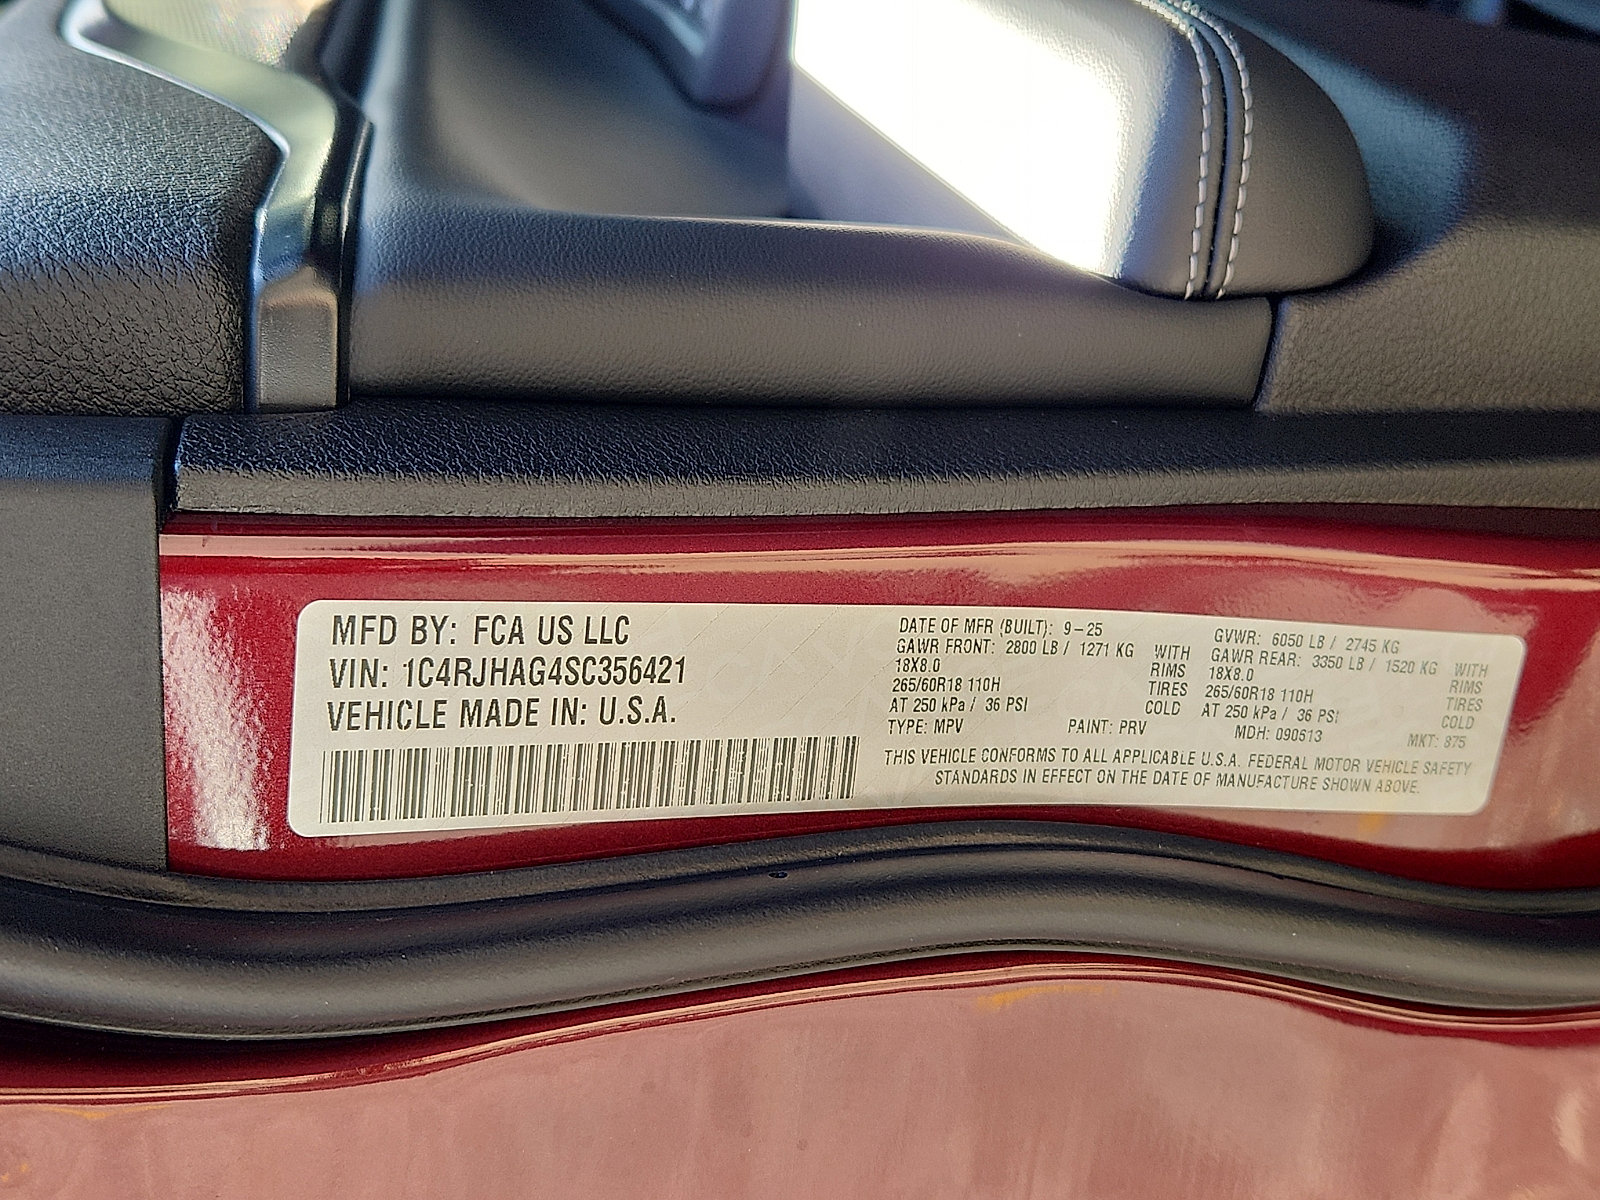 MFD BY: FCA US LLC
VIN: 1C4RJHAG4SC356421
VEHICLE MADE IN: U.S.A.
DATE OF MFR (BUILT): 9-25
GAWR FRONT: 2800 LB / 1271 KG WITH
18X8.0 RIMS
265/60R18 110H TIRES
AT 250 kPa / 36 PSI COLD
TYPE: MPV PAINT: PRV
GVWR: 6050 LB / 2745 KG
GAWR REAR: 3350 LB / 1520 KG WITH
18X8.0 RIMS
265/60R18 110H TIRES
AT 250 kPa / 36 PSI COLD
MDH: 090613 MKT: 875
THIS VEHICLE CONFORMS TO ALL APPLICABLE U.S.A. FEDERAL MOTOR VEHICLE SAFETY
STANDARDS IN EFFECT ON THE DATE OF MANUFACTURE SHOWN ABOVE.